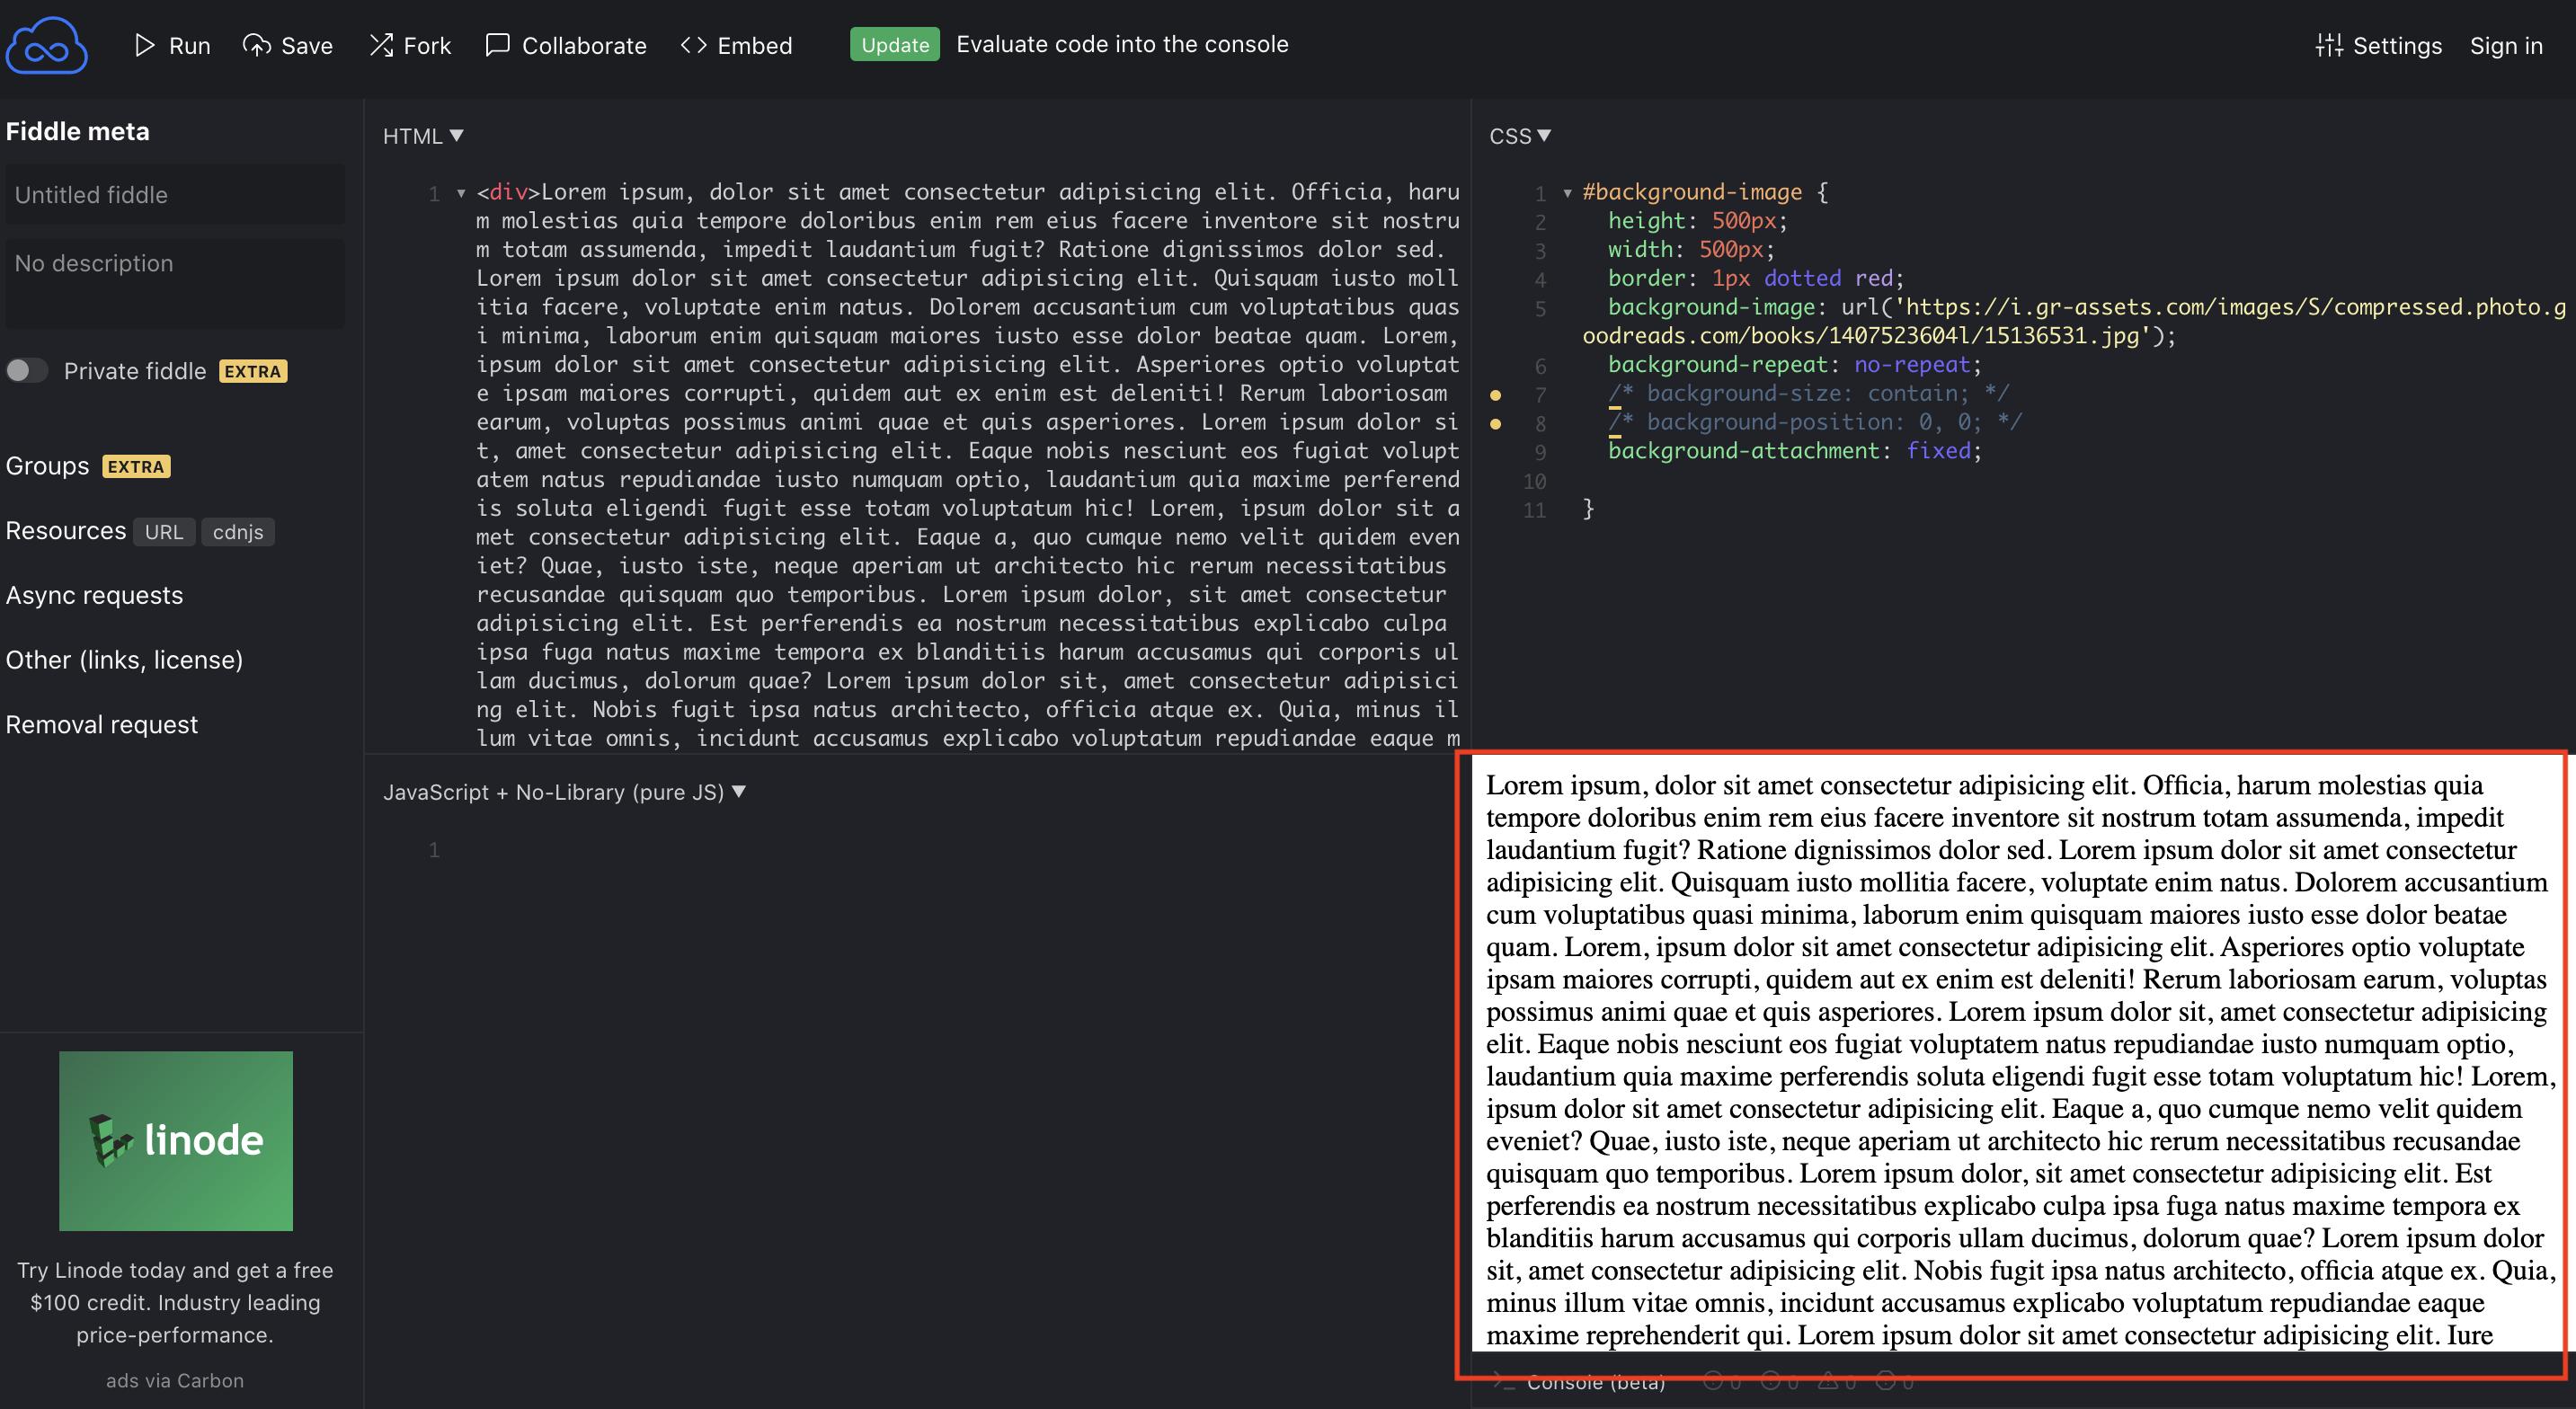 Run Save Fork Collaborate Embed Update Evaluate code into the console Settings Sign in
Fiddle meta
Untitled fiddle
No description
Private fiddle EXTRA
Groups EXTRA
Resources URL cdnjs
Async requests
Other (links, license)
Removal request
linode
Try Linode today and get a free
$100 credit. Industry leading
price-performance.
ads via Carbon
HTML
1 <div>Lorem ipsum, dolor sit amet consectetur adipisicing elit. Officia, haru
m molestias quia tempore doloribus enim rem eius facere inventore sit nostru
m totam assumenda, impedit laudantium fugit? Ratione dignissimos dolor sed.
Lorem ipsum dolor sit amet consectetur adipisicing elit. Quisquam iusto moll
itia facere, voluptate enim natus. Dolorem accusantium cum voluptatibus quas
i minima, laborum enim quisquam maiores iusto esse dolor beatae quam. Lorem,
ipsum dolor sit amet consectetur adipisicing elit. Asperiores optio voluptat
e ipsam maiores corrupti, quidem aut ex enim est deleniti! Rerum laboriosam
earum, voluptas possimus animi quae et quis asperiores. Lorem ipsum dolor si
t, amet consectetur adipisicing elit. Eaque nobis nesciunt eos fugiat volupt
atem natus repudiandae iusto numquam optio, laudantium quia maxime perferend
is soluta eligendi fugit esse totam voluptatum hic! Lorem, ipsum dolor sit a
met consectetur adipisicing elit. Eaque a, quo cumque nemo velit quidem even
iet? Quae, iusto iste, neque aperiam ut architecto hic rerum necessitatibus
recusandae quisquam quo temporibus. Lorem ipsum dolor, sit amet consectetur
adipisicing elit. Est perferendis ea nostrum necessitatibus explicabo culpa
ipsa fuga natus maxime tempora ex blanditiis harum accusamus qui corporis ul
lam ducimus, dolorum quae? Lorem ipsum dolor sit, amet consectetur adipisici
ng elit. Nobis fugit ipsa natus architecto, officia atque ex. Quia, minus il
lum vitae omnis, incidunt accusamus explicabo voluptatum repudiandae eaque m
CSS
1 #background-image {
2 height: 500px;
3 width: 500px;
4 border: 1px dotted red;
5 background-image: url('https://i.gr-assets.com/images/S/compressed.photo.g
oodreads.com/books/1407523604l/15136531.jpg');
6 background-repeat: no-repeat;
7 /* background-size: contain; */
8 /* background-position: 0, 0; */
9 background-attachment: fixed;
10
11 }
JavaScript + No-Library (pure JS)
1
Lorem ipsum, dolor sit amet consectetur adipisicing elit. Officia, harum molestias quia
tempore doloribus enim rem eius facere inventore sit nostrum totam assumenda, impedit
laudantium fugit? Ratione dignissimos dolor sed. Lorem ipsum dolor sit amet consectetur
adipisicing elit. Quisquam iusto mollitia facere, voluptate enim natus. Dolorem accusantium
cum voluptatibus quasi minima, laborum enim quisquam maiores iusto esse dolor beatae
quam. Lorem, ipsum dolor sit amet consectetur adipisicing elit. Asperiores optio voluptate
ipsam maiores corrupti, quidem aut ex enim est deleniti! Rerum laboriosam earum, voluptas
possimus animi quae et quis asperiores. Lorem ipsum dolor sit, amet consectetur adipisicing
elit. Eaque nobis nesciunt eos fugiat voluptatem natus repudiandae iusto numquam optio,
laudantium quia maxime perferendis soluta eligendi fugit esse totam voluptatum hic! Lorem,
ipsum dolor sit amet consectetur adipisicing elit. Eaque a, quo cumque nemo velit quidem
eveniet? Quae, iusto iste, neque aperiam ut architecto hic rerum necessitatibus recusandae
quisquam quo temporibus. Lorem ipsum dolor, sit amet consectetur adipisicing elit. Est
perferendis ea nostrum necessitatibus explicabo culpa ipsa fuga natus maxime tempora ex
blanditiis harum accusamus qui corporis ullam ducimus, dolorum quae? Lorem ipsum dolor
sit, amet consectetur adipisicing elit. Nobis fugit ipsa natus architecto, officia atque ex. Quia,
minus illum vitae omnis, incidunt accusamus explicabo voluptatum repudiandae eaque
maxime reprehenderit qui. Lorem ipsum dolor sit amet consectetur adipisicing elit. Iure
Console (beta) 0 0 0 0